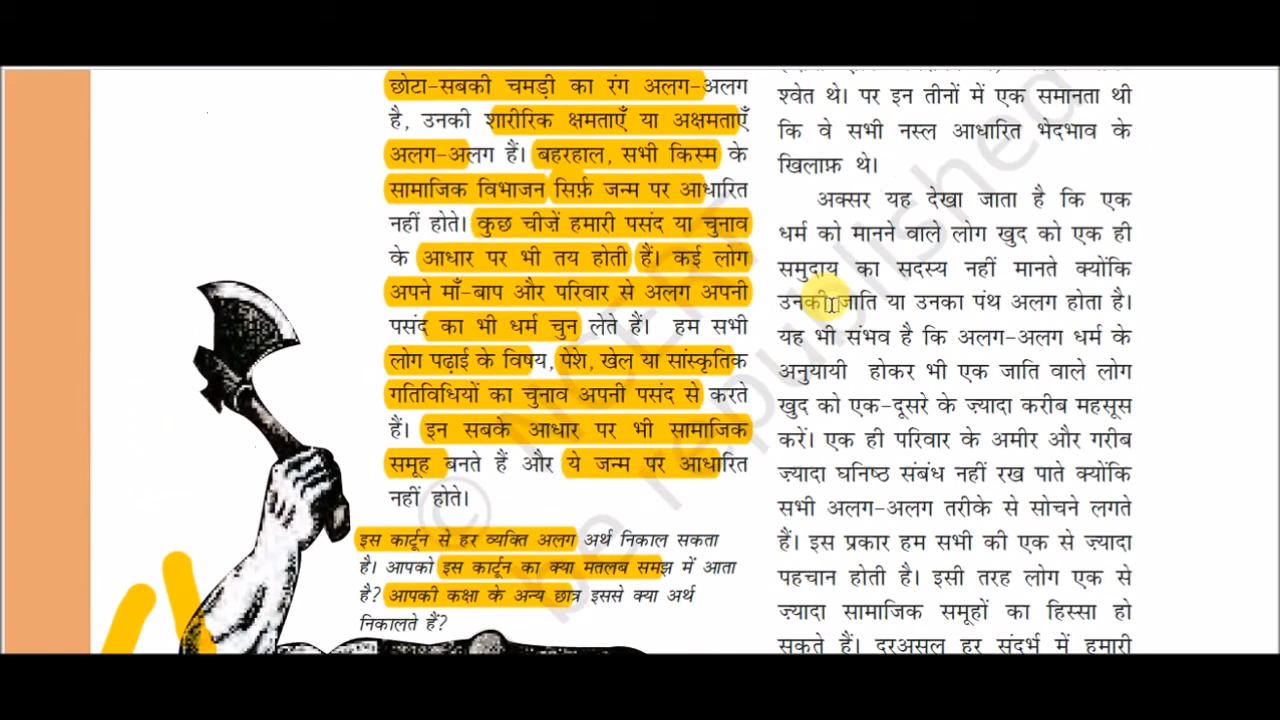 छोटा-सबकी चमड़ी का रंग अलग-अलग
है, उनकी शारीरिक क्षमताएँ या अक्षमताएँ
अलग-अलग हैं। बहरहाल, सभी किस्म के
सामाजिक विभाजन सिर्फ़ जन्म पर आधारित
नहीं होते। कुछ चीज़ें हमारी पसंद या चुनाव
के आधार पर भी तय होती हैं। कई लोग
अपने माँ-बाप और परिवार से अलग अपनी
पसंद का भी धर्म चुन लेते हैं। हम सभी
लोग पढ़ाई के विषय, पेशे, खेल या सांस्कृतिक
गतिविधियों का चुनाव अपनी पसंद से करते
हैं। इन सबके आधार पर भी सामाजिक
समूह बनते हैं और ये जन्म पर आधारित
नहीं होते।
इस कार्टून से हर व्यक्ति अलग अर्थ निकाल सकता
है। आपको इस कार्टून का क्या मतलब समझ में आता
है? आपकी कक्षा के अन्य छात्र इससे क्या अर्थ
निकालते हैं?
श्वेत थे। पर इन तीनों में एक समानता थी
कि वे सभी नस्ल आधारित भेदभाव के
खिलाफ़ थे।
अक्सर यह देखा जाता है कि एक
धर्म को मानने वाले लोग खुद को एक ही
समुदाय का सदस्य नहीं मानते क्योंकि
उनकी जाति या उनका पंथ अलग होता है।
यह भी संभव है कि अलग-अलग धर्म के
अनुयायी होकर भी एक जाति वाले लोग
खुद को एक-दूसरे के ज़्यादा करीब महसूस
करें। एक ही परिवार के अमीर और गरीब
ज़्यादा घनिष्ठ संबंध नहीं रख पाते क्योंकि
सभी अलग-अलग तरीके से सोचने लगते
हैं। इस प्रकार हम सभी की एक से ज़्यादा
पहचान होती है। इसी तरह लोग एक से
ज़्यादा सामाजिक समूहों का हिस्सा हो
सकते हैं। दरअसल हर संदर्भ में हमारी
© NCERT
be republished